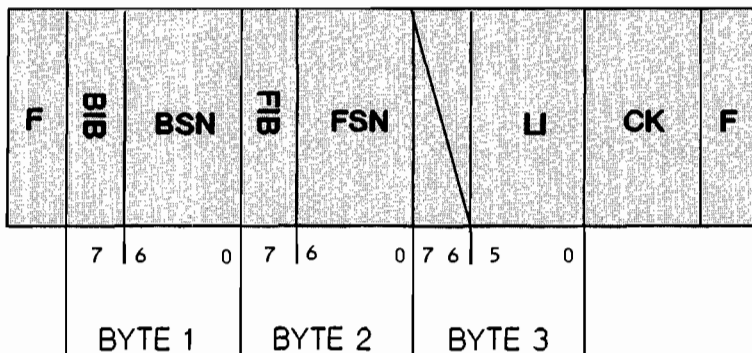 F BIB BSN FIB FSN LI CK F
7 6 0 7 6 0 7 6 5 0
BYTE 1 BYTE 2 BYTE 3